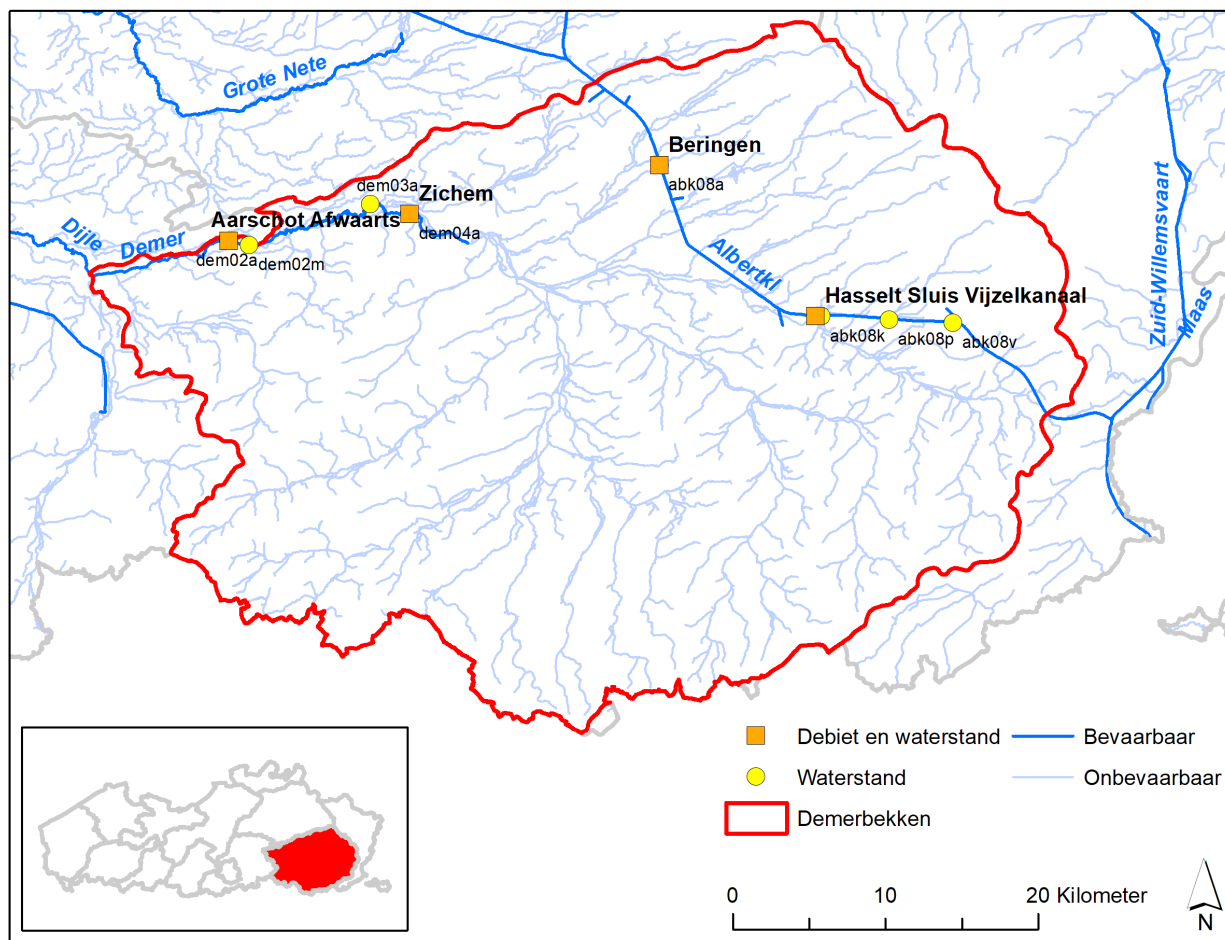 Grote Nete
Beringen
abk08a
dem03a
Zichem
dem04a
Aarschot Afwaarts
dem02a
dem02m
Dijle
Demer
Albertkl
Hasselt Sluis Vijzelkanaal
abk08k
abk08p
abk08v
Zuid-Willemsvaart
Maas
Debiet en waterstand
Bevaarbaar
Waterstand
Onbevaarbaar
Demerbekken
0
10
20 Kilometer
N